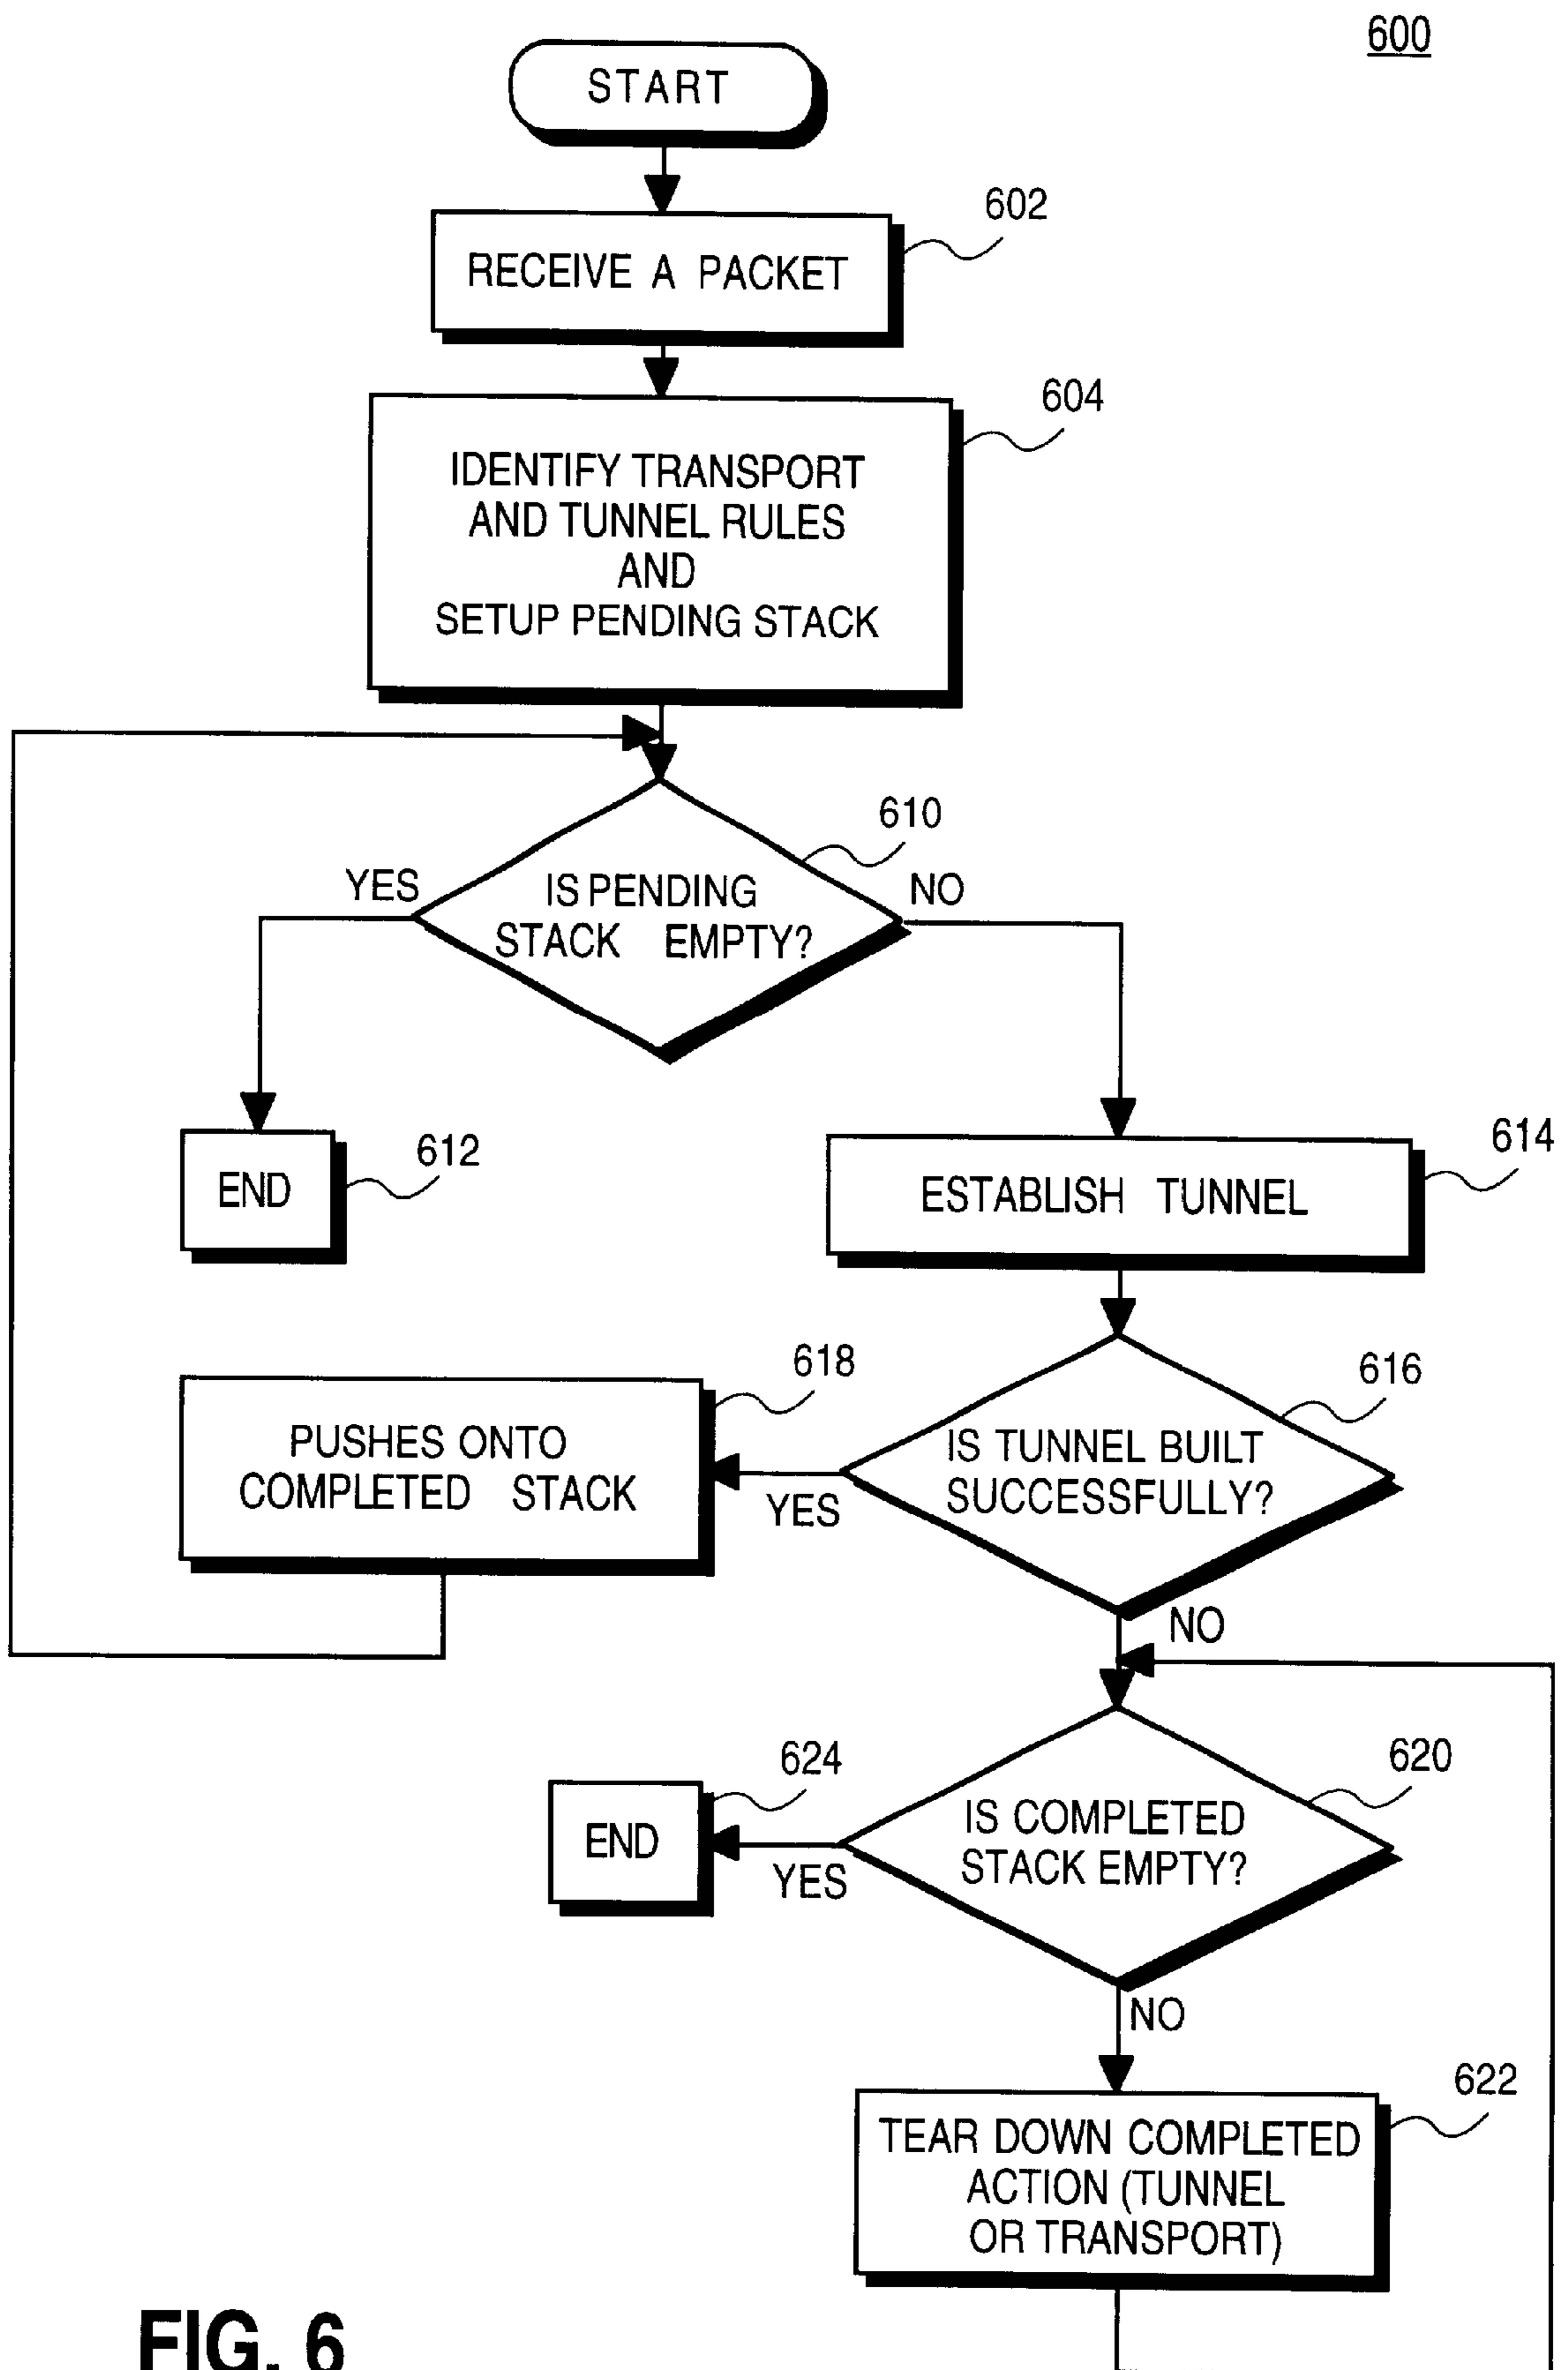 600
START
602
RECEIVE A PACKET
604
IDENTIFY TRANSPORT
AND TUNNEL RULES
AND
SETUP PENDING STACK
610
YES
IS PENDING
STACK EMPTY?
NO
612
END
614
ESTABLISH TUNNEL
618
PUSHES ONTO
COMPLETED STACK
616
IS TUNNEL BUILT
SUCCESSFULLY?
YES
NO
624
END
620
IS COMPLETED
STACK EMPTY?
YES
NO
622
TEAR DOWN COMPLETED
ACTION (TUNNEL
OR TRANSPORT)
FIG. 6